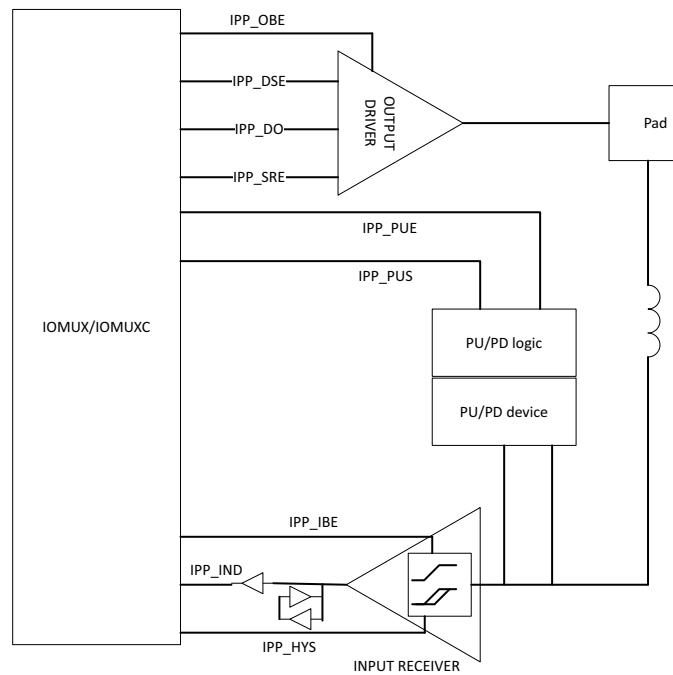 IPP_OBE
IPP_DSE
IPP_DO
IPP_SRE
OUTPUT
DRIVER
Pad
IPP_PUE
IPP_PUS
IOMUX/IOMUXC
PU/PD logic
PU/PD device
IPP_IBE
IPP_IND
IPP_HYS
INPUT RECEIVER